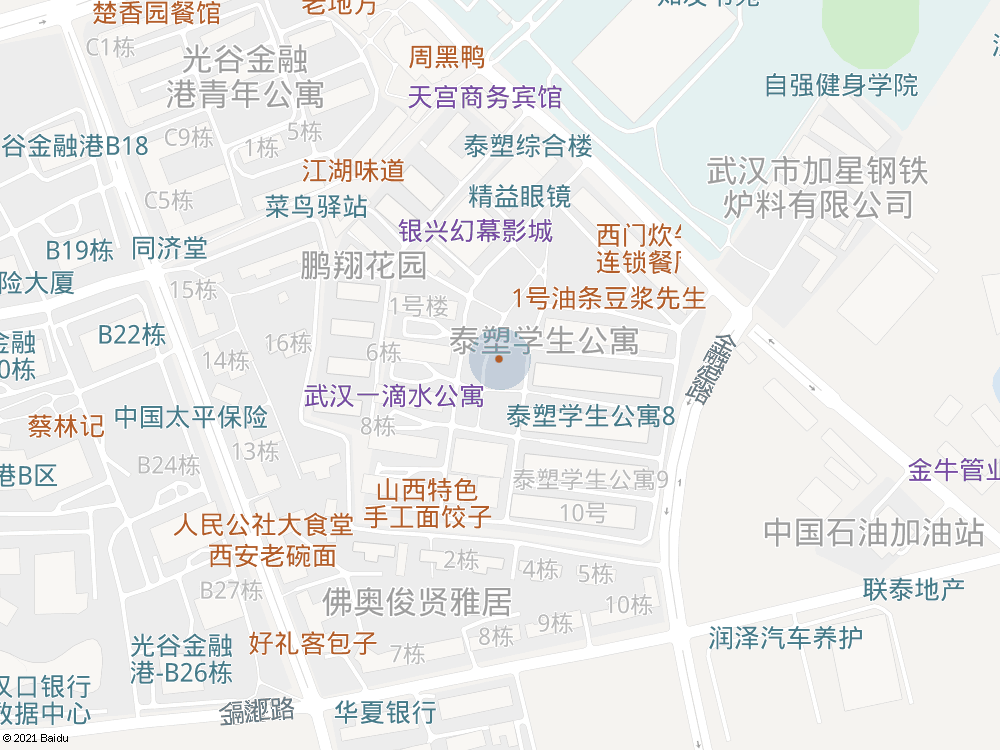 楚香园餐馆
老地方
C1栋
周黑鸭
光谷金融
港青年公寓
天宫商务宾馆
自强健身学院
C9栋
1栋
5栋
谷金融港B18
泰塑综合楼
江湖味道
武汉市加星钢铁
炉料有限公司
C5栋
菜鸟驿站
精益眼镜
银兴幻幕影城
西门炊
连锁餐
B19栋
同济堂
鹏翔花园
险大厦
15栋
1号楼
1号油条豆浆先生
B22栋
16栋
泰塑学生公寓
金融
0栋
14栋
6栋
金融港路
武汉一滴水公寓
蔡林记
中国太平保险
8栋
泰塑学生公寓8
13栋
港B区
B24栋
泰塑学生公寓9
金牛管业
山西特色
手工面饺子
10号
人民公社大食堂
西安老碗面
中国石油加油站
2栋
4栋
5栋
B27栋
佛奥俊贤雅居
10栋
联泰地产
光谷金融
港-B26栋
好礼客包子
7栋
8栋
9栋
润泽汽车养护
汉口银行
数据中心
华夏银行
© 2021 Baidu